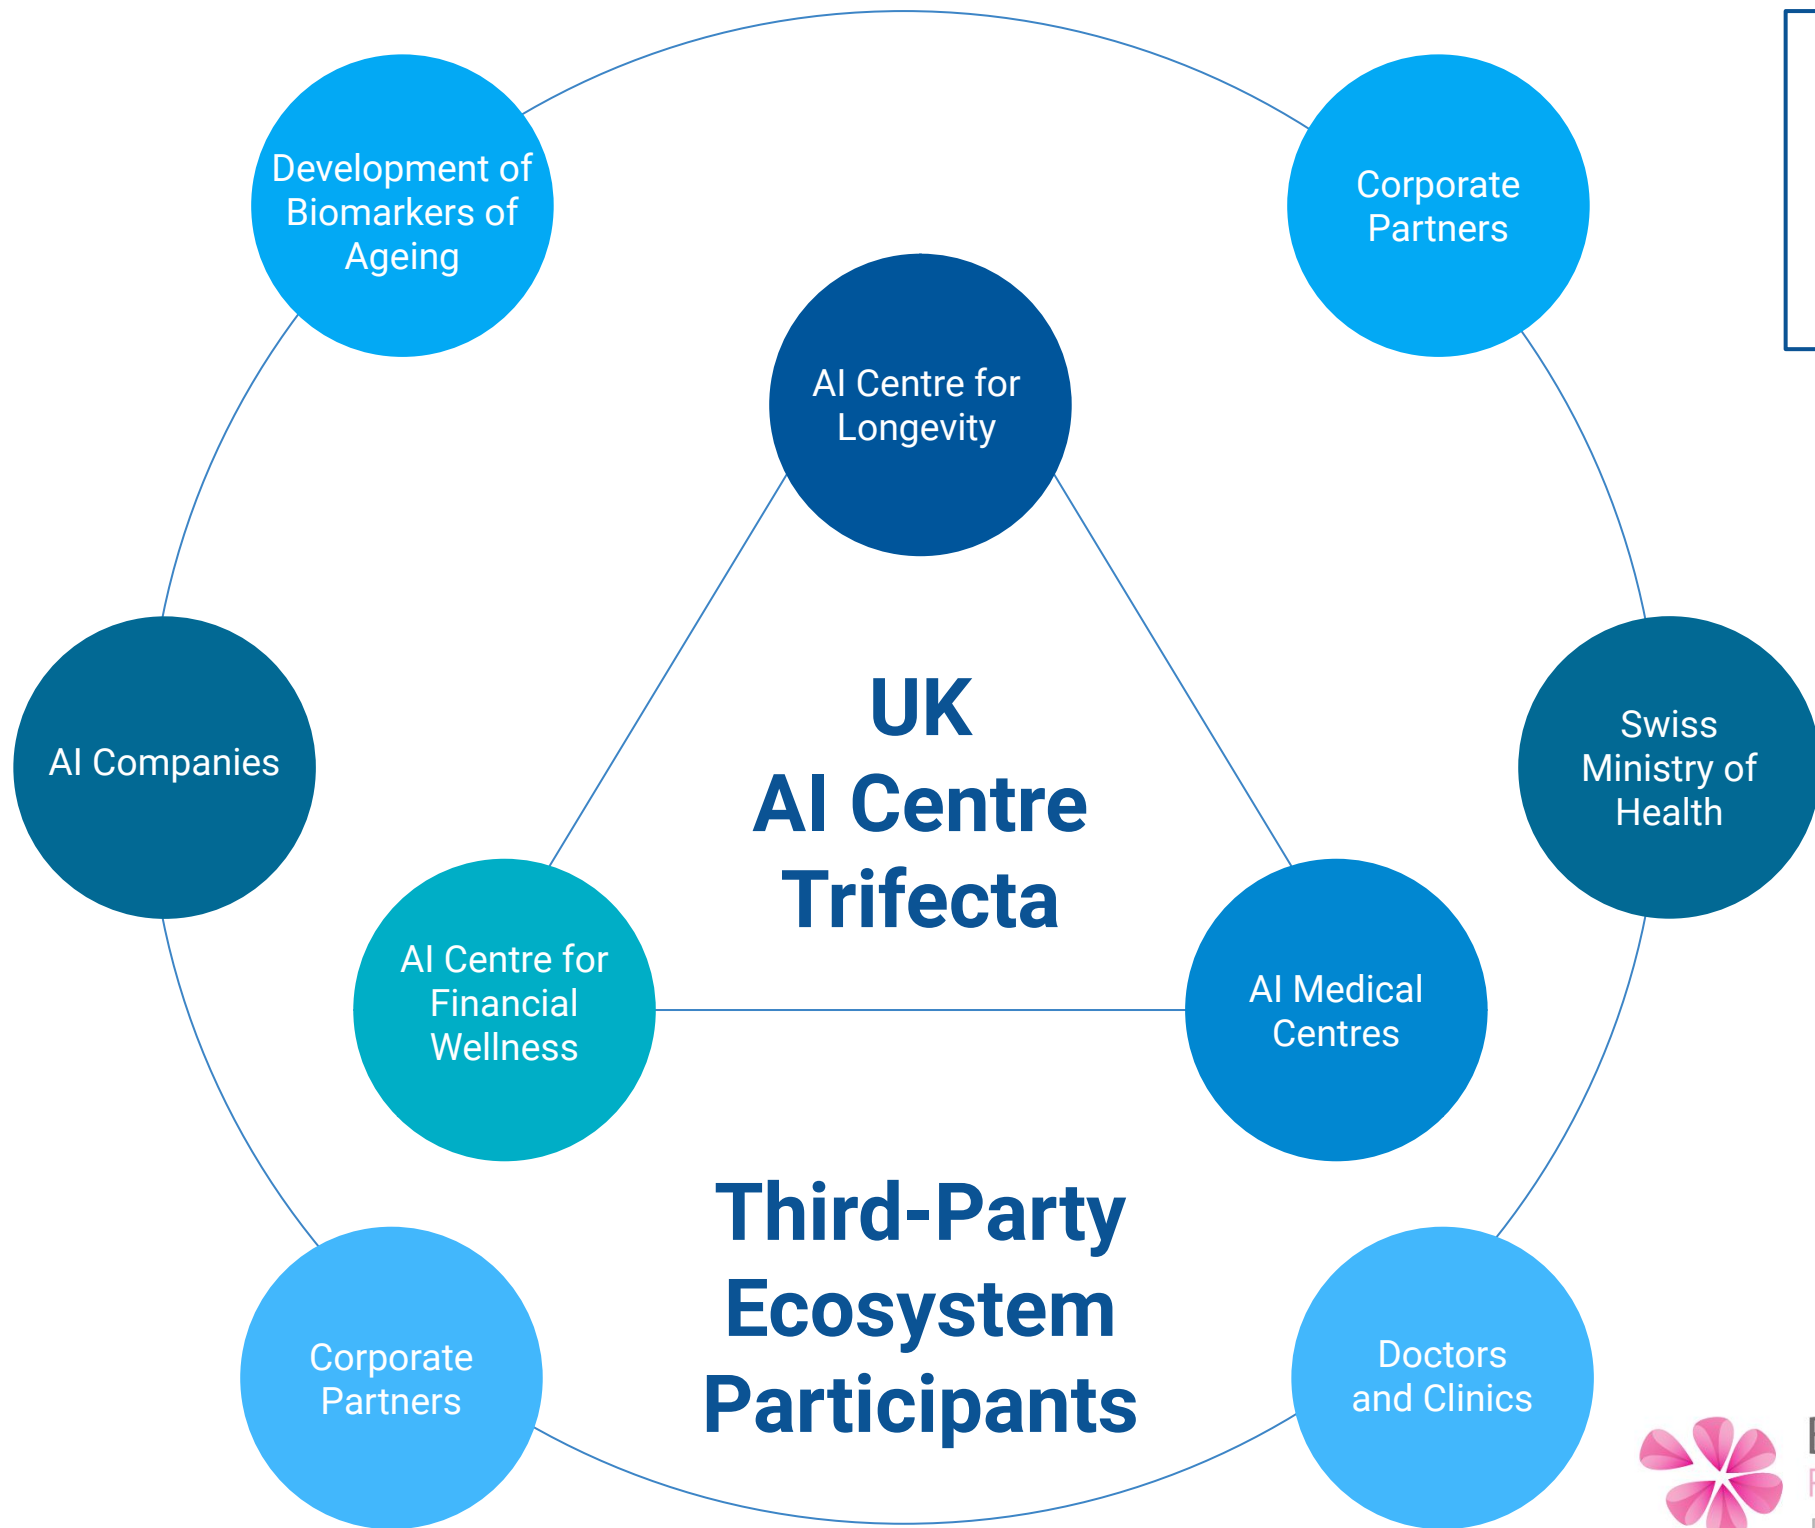 Development of
Biomarkers of
Ageing
Corporate
Partners
AI Centre for
Longevity
AI Companies
UK
AI Centre
Trifecta
Swiss
Ministry of
Health
AI Centre for
Financial
Wellness
AI Medical
Centres
Third-Party
Ecosystem
Participants
Corporate
Partners
Doctors
and Clinics